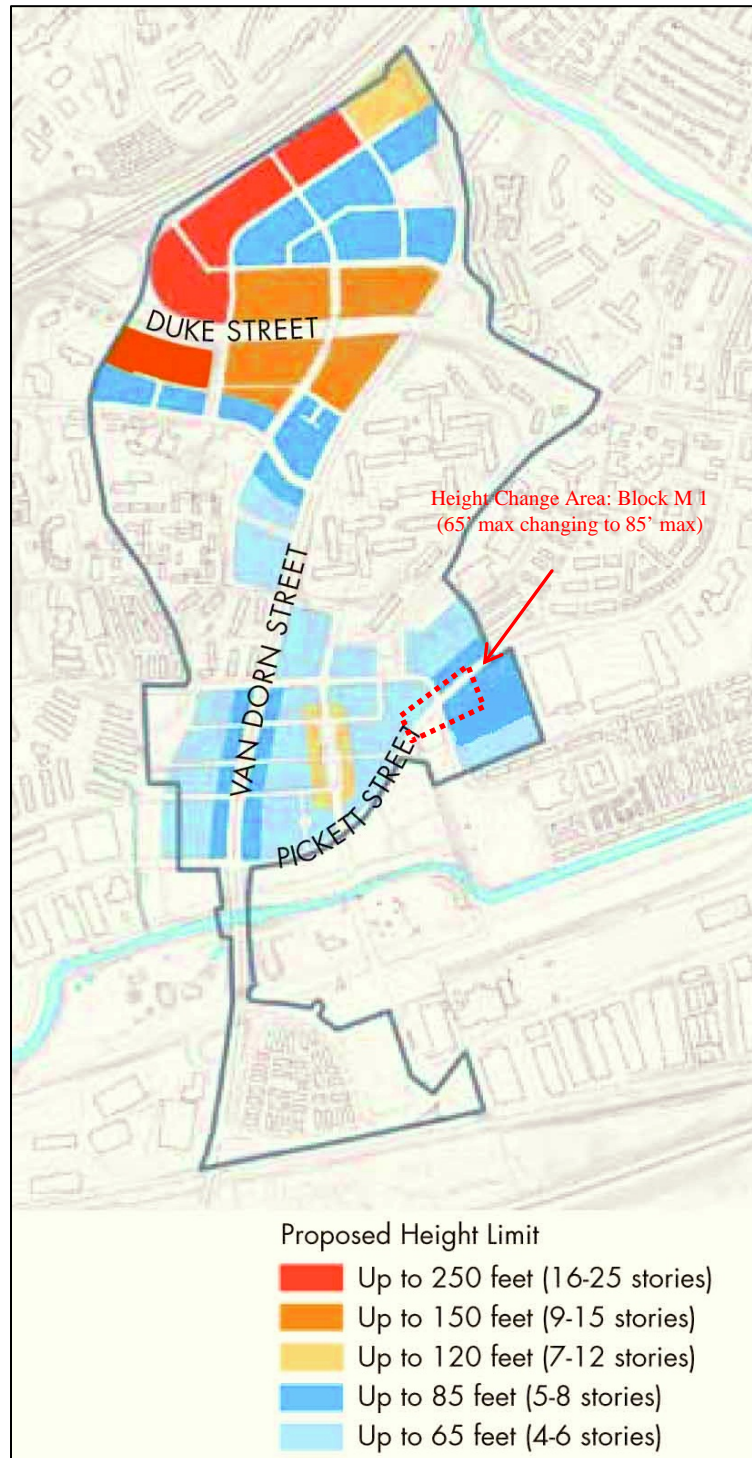 DUKE STREET
Height Change Area: Block M 1
(65' max changing to 85' max)
VAN DORN STREET
PICKETT STREET
Proposed Height Limit
Up to 250 feet (16-25 stories)
Up to 150 feet (9-15 stories)
Up to 120 feet (7-12 stories)
Up to 85 feet (5-8 stories)
Up to 65 feet (4-6 stories)